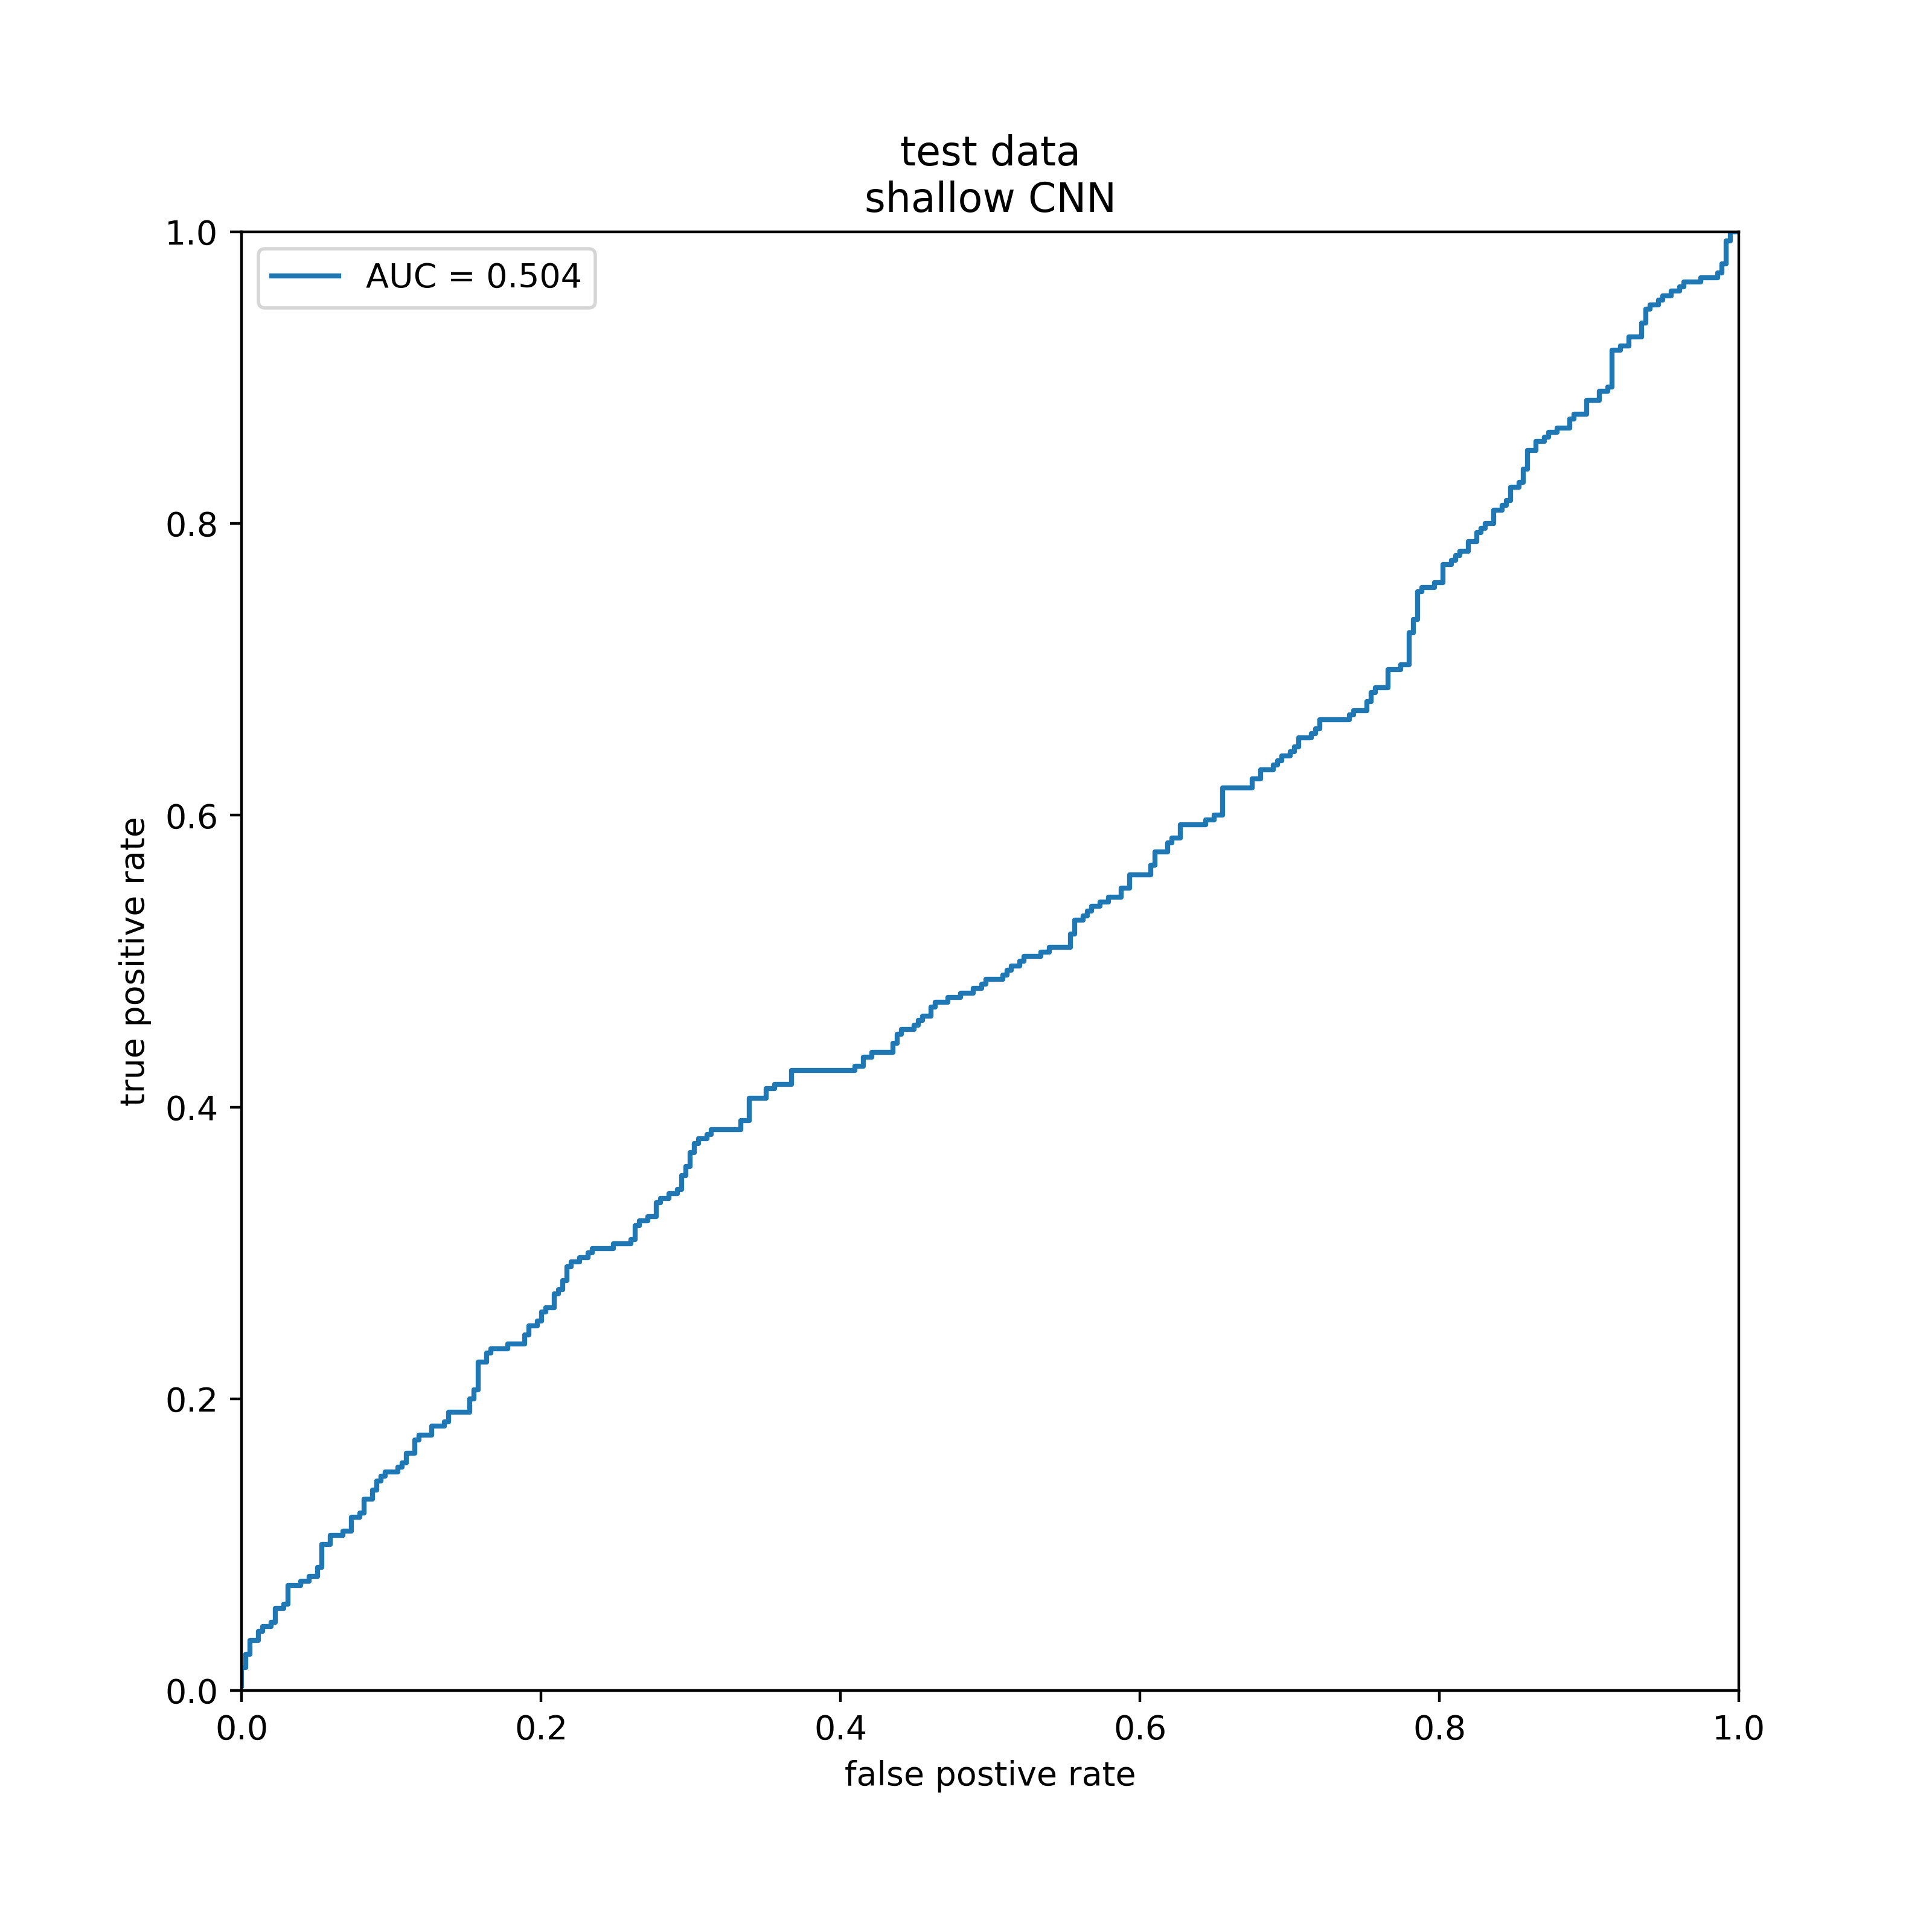 test data
shallow CNN
AUC = 0.504
true positive rate
1.0
0.8
0.6
0.4
0.2
0.0
0.0 0.2 0.4 0.6 0.8 1.0
false postive rate